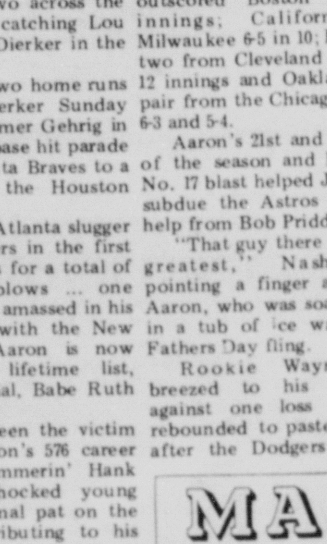 wo across the
catching Lou
Dierker in the
wo home runs
erker Sunday
mer Gehrig in
base hit parade
ta Braves to a
the Houston
Atlanta slugger
rs in the first
for a total of
blows ... one
amassed in his
with the New
Aaron is now
lifetime list,
al, Babe Ruth
een the victim
on's 576 career
mmerin' Hank
hocked young
nal pat on the
ributing to his
outscored Boston
innings; Californ
Milwaukee 6-5 in 10;
two from Cleveland
12 innings and Oakla
pair from the Chicag
6-3 and 5-4.
Aaron's 21st and
of the season and
No. 17 blast helped J
subdue the Astros
help from Bob Pridd
"That guy there
greatest," Nash
pointing a finger a
Aaron, who was soa
in a tub of ice wa
Fathers Day fling.
Rookie Wayn
breezed to his
against one loss
rebounded to paste
after the Dodgers
MA